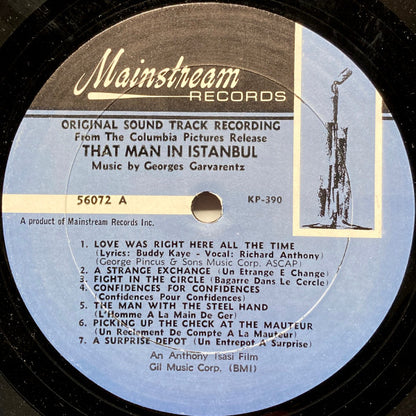 Mainstream
RECORDS
ORIGINAL SOUND TRACK RECORDING
From The Columbia Pictures Release
THAT MAN IN ISTANBUL
Music by Georges Garvarentz
56072 A KP-390
A product of Mainstream Records Inc.
1. LOVE WAS RIGHT HERE ALL THE TIME
(Lyrics: Buddy Kaye - Vocal: Richard Anthony)
(George Pincus & Sons Music Corp. ASCAP)
2. A STRANGE EXCHANGE (Un Etrange E Change)
3. FIGHT IN THE CIRCLE (Bagarre Dans Le Cercle)
4. CONFIDENCES FOR CONFIDENCES
(Confidences Pour Confidences)
5. THE MAN WITH THE STEEL HAND
(L'Homme A La Main De Ger)
6. PICKING UP THE CHECK AT THE MAUTEUR
(Un Reclement De Compte A La Mauteur)
7. A SURPRISE DEPOT (Un Entrepot A Surprise)
An Anthony Isasi Film
Gil Music Corp. (BMI)